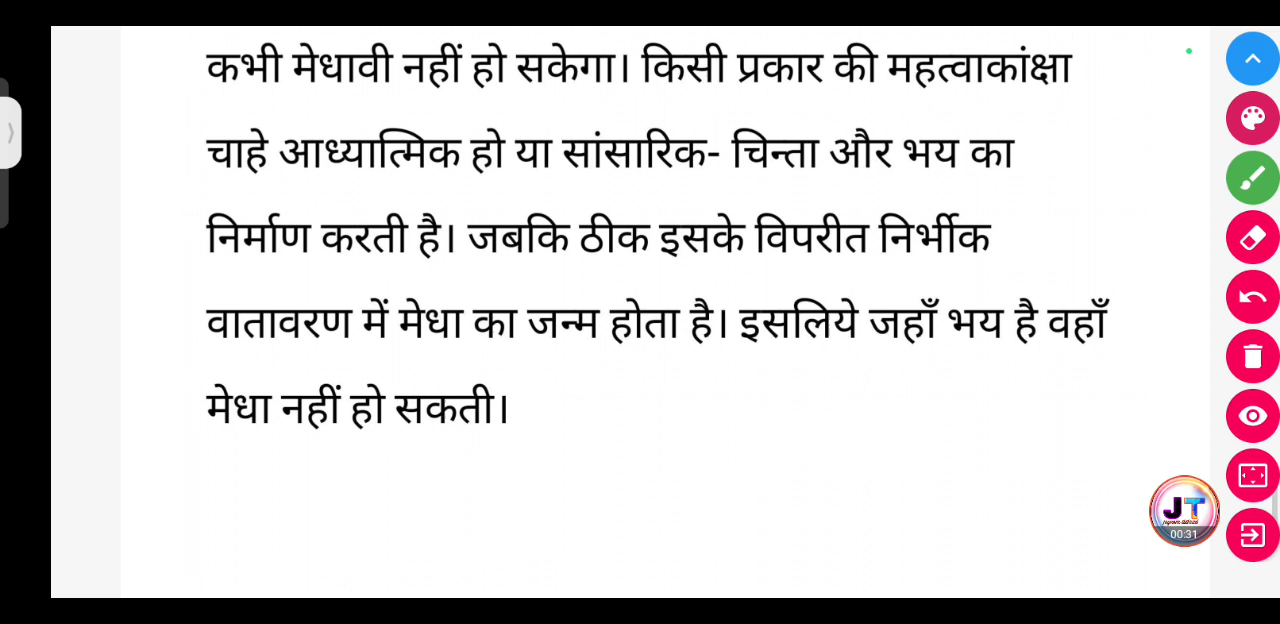 कभी मेधावी नहीं हो सकेगा। किसी प्रकार की महत्वाकांक्षा
चाहे आध्यात्मिक हो या सांसारिक- चिन्ता और भय का
निर्माण करती है। जबकि ठीक इसके विपरीत निर्भीक
वातावरण में मेधा का जन्म होता है। इसलिये जहाँ भय है वहाँ
मेधा नहीं हो सकती।
JT
00:31